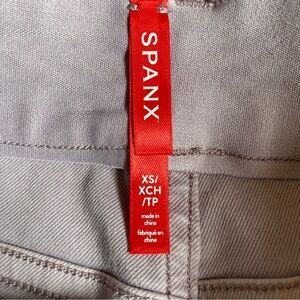 SPANX
XS/
XCH
/TP
made in
china
fabriqué en
chine